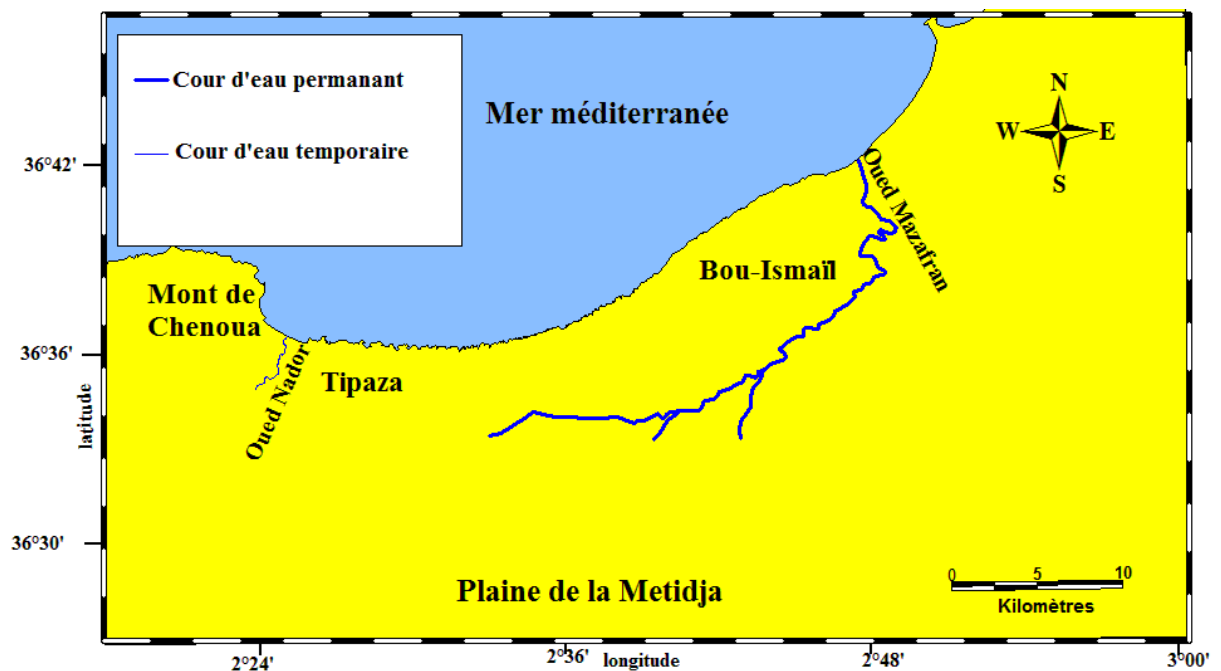 Cour d'eau permanant
Cour d'eau temporaire
Mer méditerranée
N
W
E
S
36°42'
36°36'
36°30'
latitude
Oued Mazafran
Bou-Ismaïl
Mont de
Chenoua
Oued Nador
Tipaza
Plaine de la Metidja
0
5
10
Kilomètres
2°24'
2°36'
longitude
2°48'
3°00'